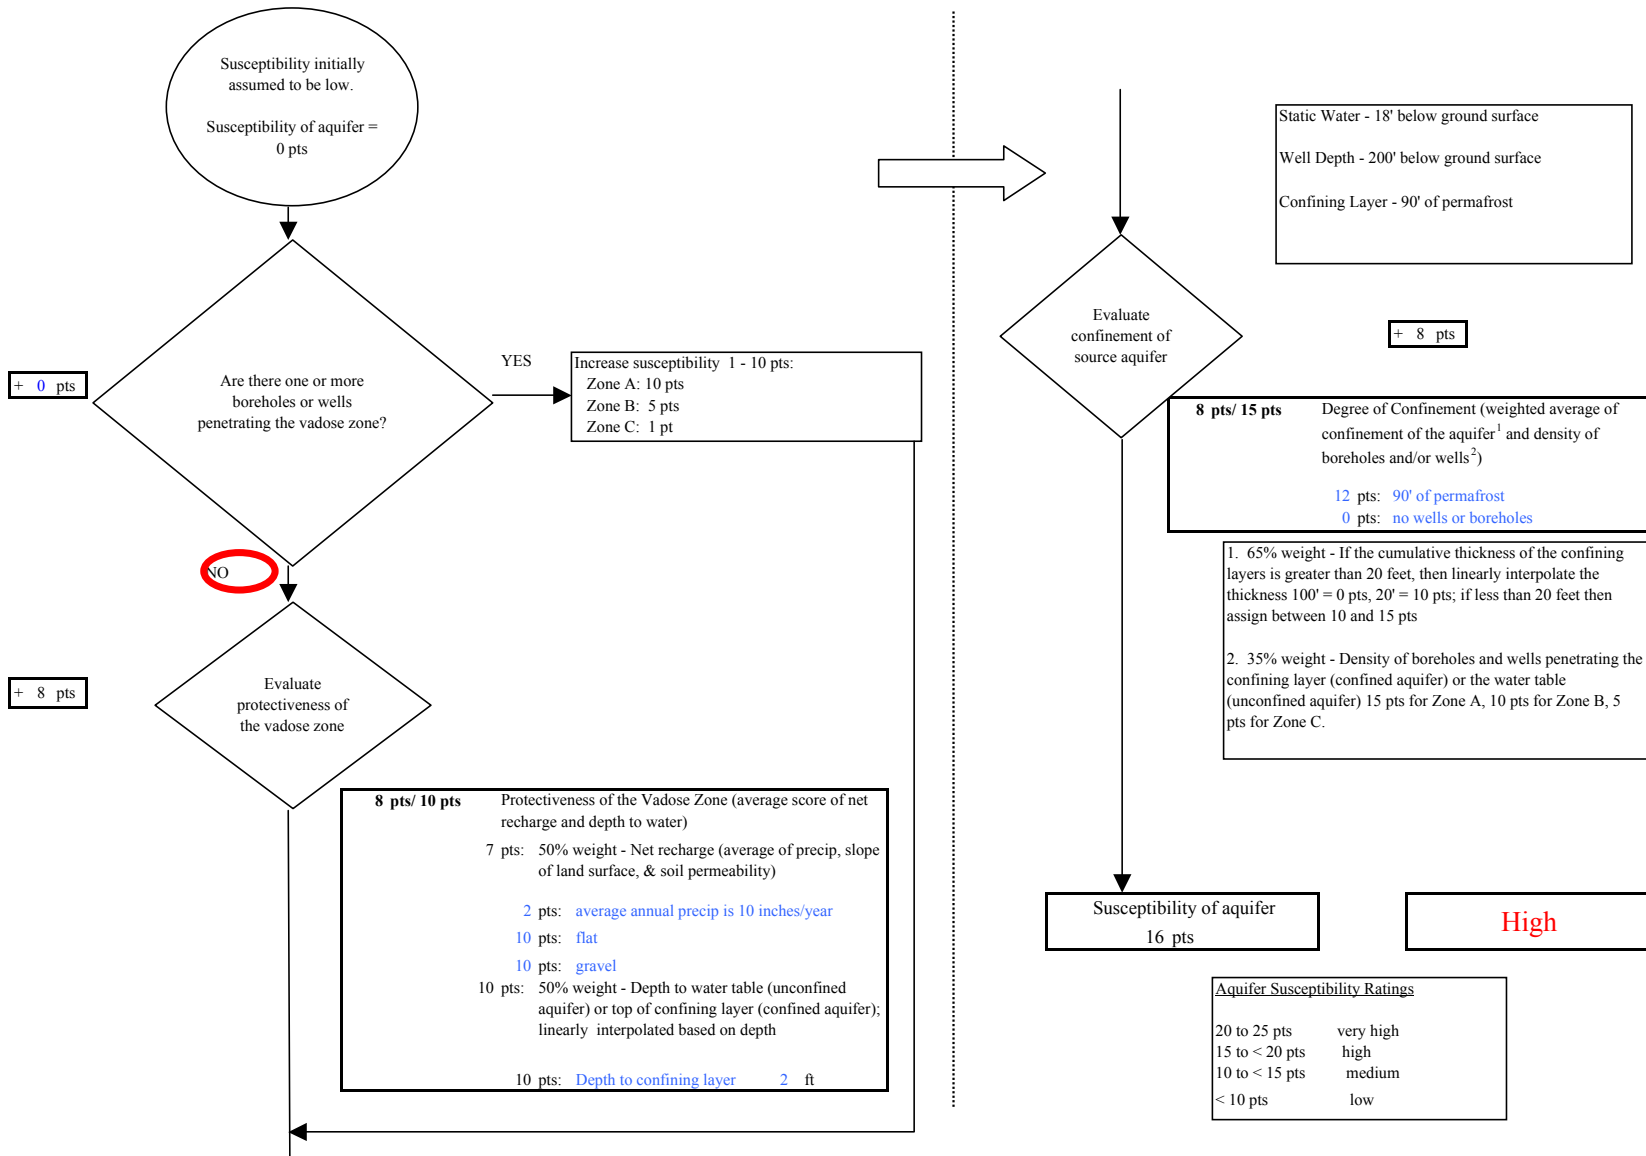 Susceptibility initially
assumed to be low.
Susceptibility of aquifer =
0 pts
+ 0 pts
Are there one or more
boreholes or wells
penetrating the vadose zone?
YES
Increase susceptibility 1 - 10 pts:
Zone A: 10 pts
Zone B: 5 pts
Zone C: 1 pt
NO
+ 8 pts
Evaluate
protectiveness of
the vadose zone
8 pts/ 10 pts Protectiveness of the Vadose Zone (average score of net
recharge and depth to water)
7 pts: 50% weight - Net recharge (average of precip, slope
of land surface, & soil permeability)
2 pts: average annual precip is 10 inches/year
10 pts: flat
10 pts: gravel
10 pts: 50% weight - Depth to water table (unconfined
aquifer) or top of confining layer (confined aquifer);
linearly interpolated based on depth
10 pts: Depth to confining layer 2 ft
Static Water - 18' below ground surface
Well Depth - 200' below ground surface
Confining Layer - 90' of permafrost
Evaluate
confinement of
source aquifer
+ 8 pts
8 pts/ 15 pts Degree of Confinement (weighted average of
confinement of the aquifer1 and density of
boreholes and/or wells2)
12 pts: 90' of permafrost
0 pts: no wells or boreholes
1. 65% weight - If the cumulative thickness of the confining
layers is greater than 20 feet, then linearly interpolate the
thickness 100' = 0 pts, 20' = 10 pts; if less than 20 feet then
assign between 10 and 15 pts
2. 35% weight - Density of boreholes and wells penetrating the
confining layer (confined aquifer) or the water table
(unconfined aquifer) 15 pts for Zone A, 10 pts for Zone B, 5
pts for Zone C.
Susceptibility of aquifer
16 pts
High
Aquifer Susceptibility Ratings
20 to 25 pts very high
15 to < 20 pts high
10 to < 15 pts medium
< 10 pts low